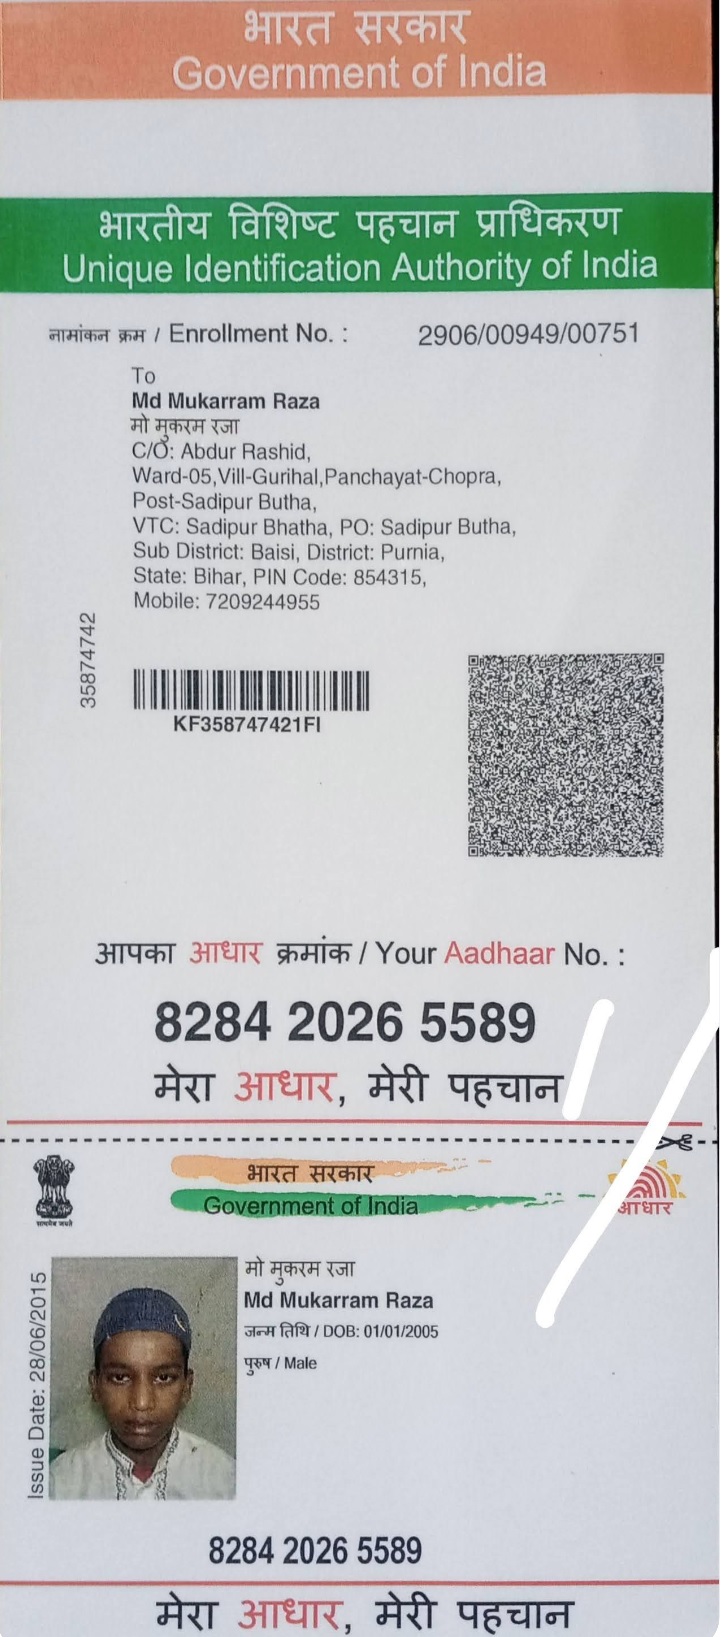 भारत सरकार
Government of India
भारतीय विशिष्ट पहचान प्राधिकरण
Unique Identification Authority of India
नामांकन क्रम / Enrollment No. : 2906/00949/00751
To
Md Mukarram Raza
मो मुकरम रजा
C/O: Abdur Rashid,
Ward-05,Vill-Gurihal,Panchayat-Chopra,
Post-Sadipur Butha,
VTC: Sadipur Bhatha, PO: Sadipur Butha,
Sub District: Baisi, District: Purnia,
State: Bihar, PIN Code: 854315,
Mobile: 7209244955
35874742
KF358747421FI
आपका आधार क्रमांक / Your Aadhaar No. :
8284 2026 5589
मेरा आधार, मेरी पहचान
सत्यमेव जयते
भारत सरकार
Government of India
आधार
Issue Date: 28/06/2015
मो मुकरम रजा
Md Mukarram Raza
जन्म तिथि / DOB: 01/01/2005
पुरुष / Male
8284 2026 5589
मेरा आधार, मेरी पहचान